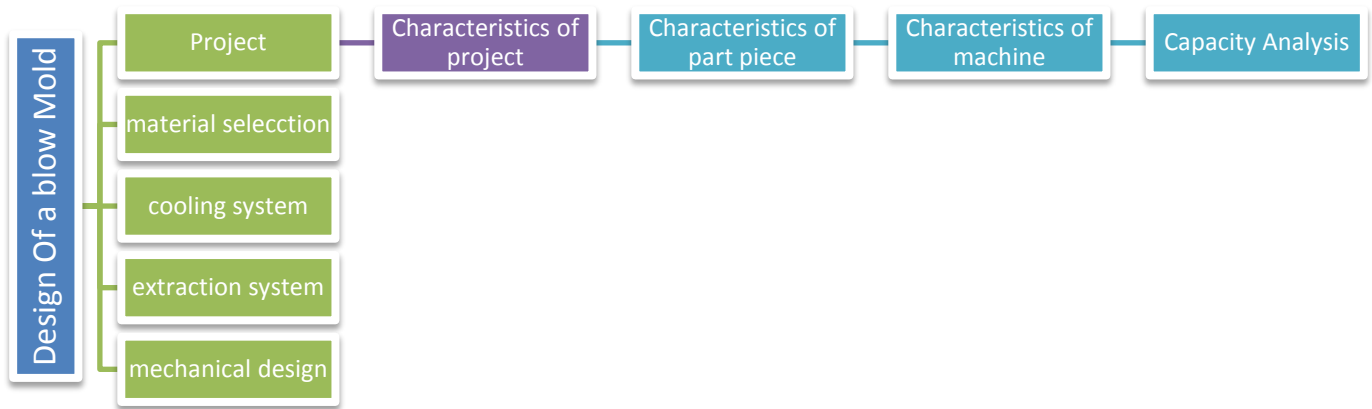 Design Of a blow Mold
Project
Characteristics of
project
Characteristics of
part piece
Characteristics of
machine
Capacity Analysis
material selecction
cooling system
extraction system
mechanical design